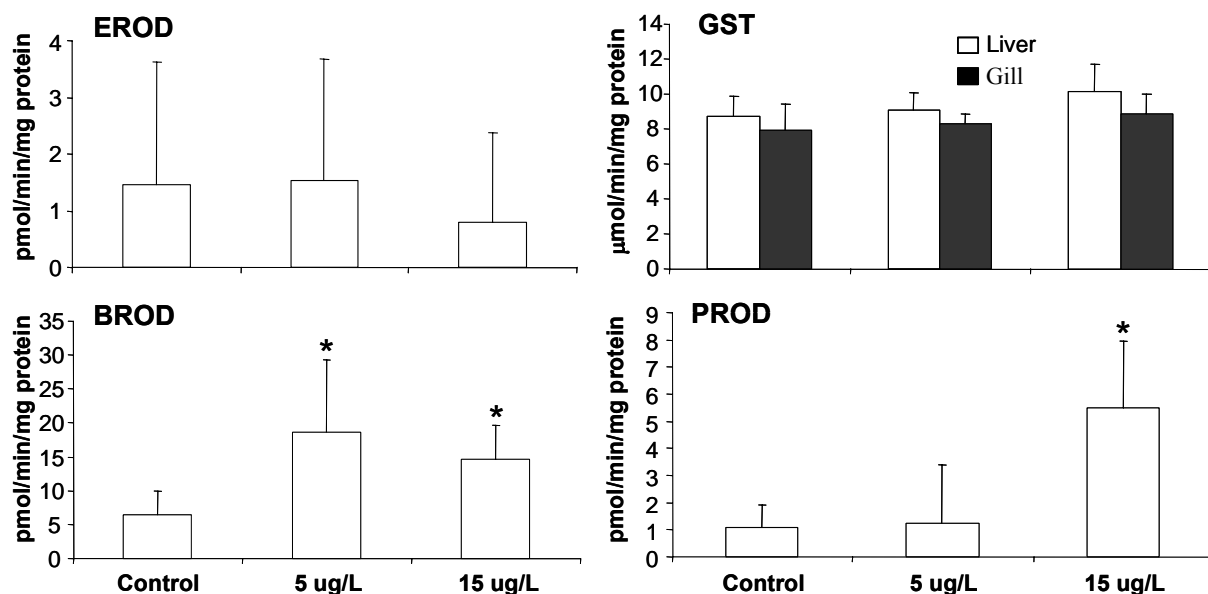 EROD
pmol/min/mg protein
4
3
2
1
0
GST
μmol/min/mg protein
14
12
10
8
6
4
2
0
Liver
Gill
BROD
pmol/min/mg protein
35
30
25
20
15
10
5
0
*
*
Control 5 ug/L 15 ug/L
PROD
pmol/min/mg protein
9
8
7
6
5
4
3
2
1
0
*
Control 5 ug/L 15 ug/L